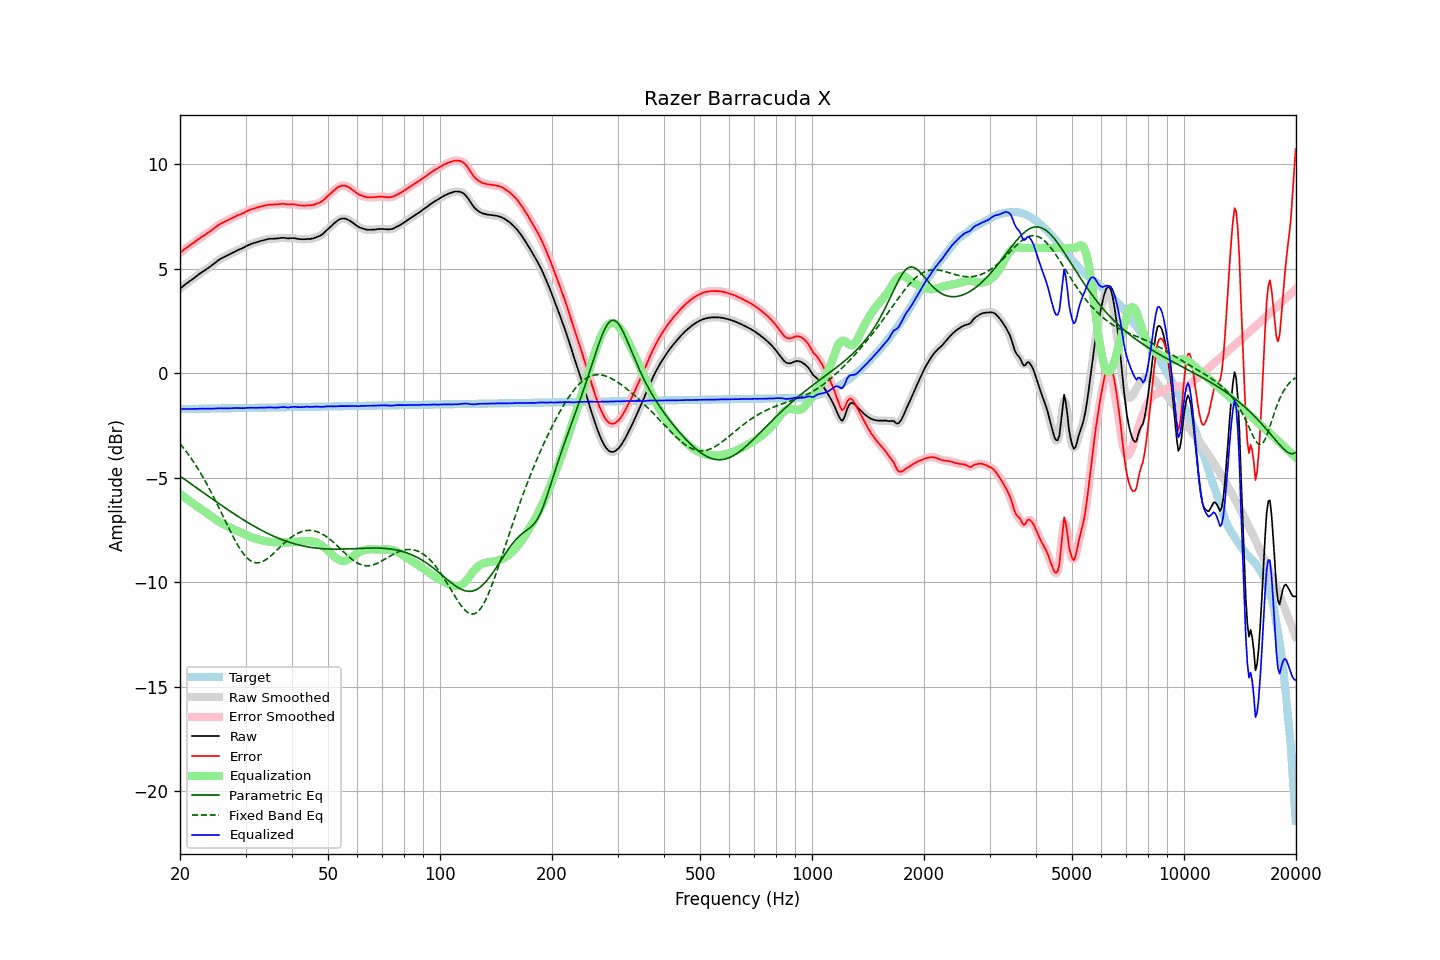 Razer Barracuda X
Amplitude (dBr)
10
5
0
−5
−10
−15
−20
Target
Raw Smoothed
Error Smoothed
Raw
Error
Equalization
Parametric Eq
Fixed Band Eq
Equalized
20 50 100 200 500 1000 2000 5000 10000 20000
Frequency (Hz)